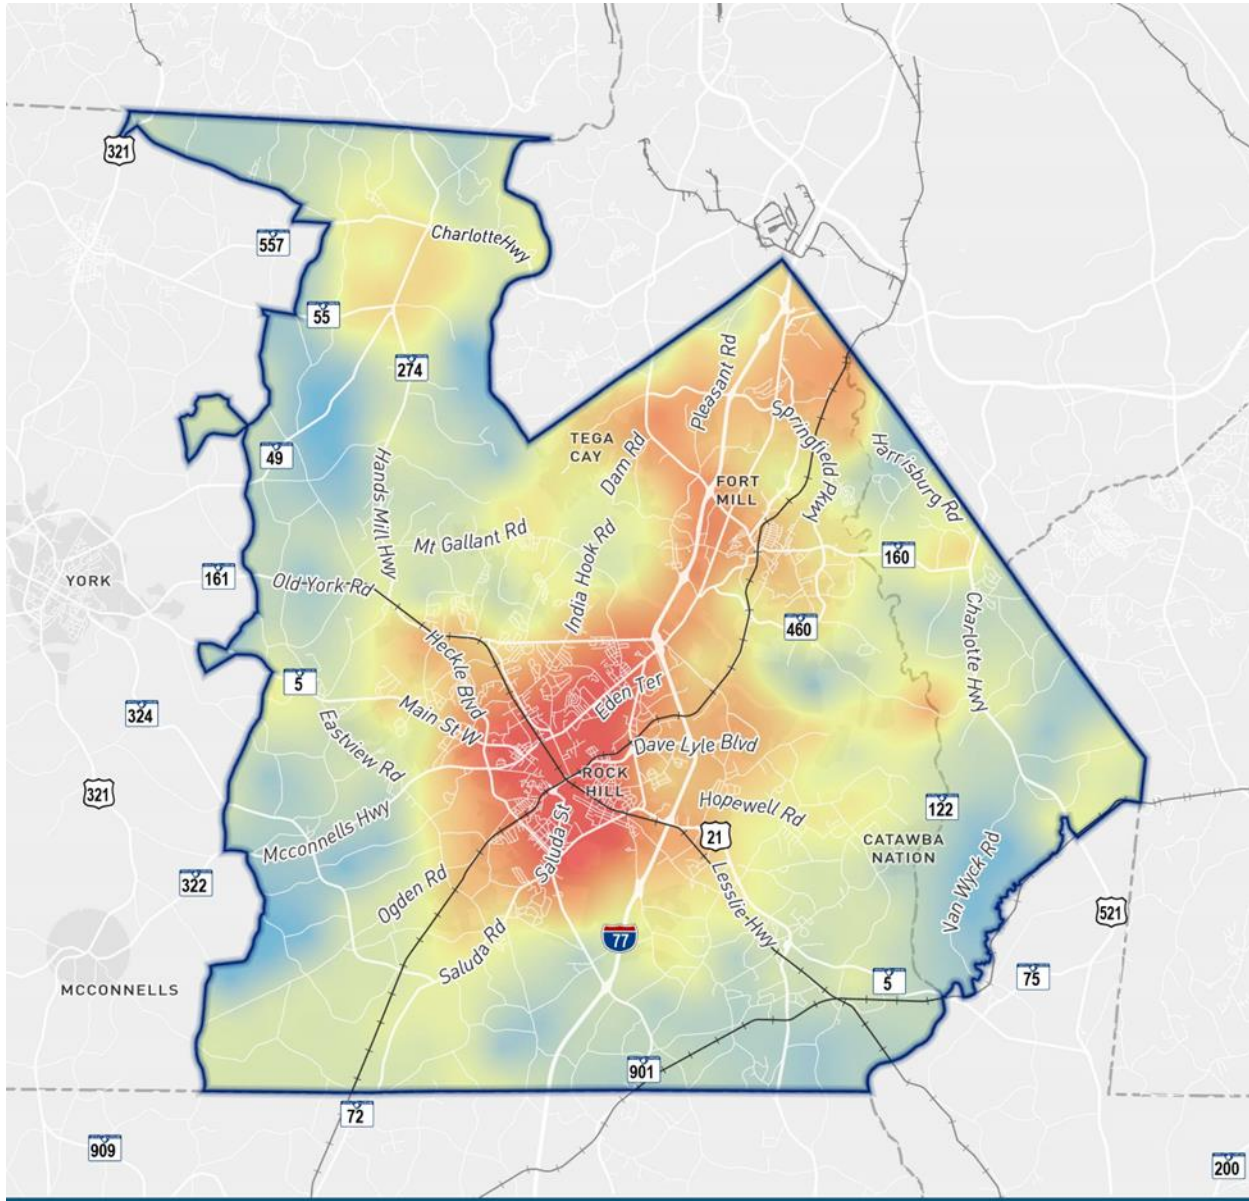 321
557
Charlotte Hwy
55
274
Pleasant Rd
Springfield Pkwy
Harrisburg Rd
TEGA
CAY
Dam Rd
FORT
MILL
49
Hands Mill Hwy
Mt Gallant Rd
India Hook Rd
160
161
YORK
Old York Rd
460
Charlotte Hwy
Heckle Blvd
5
Eden Ter
324
Main St W
Eastview Rd
Dave Lyle Blvd
ROCK
HILL
321
Hopewell Rd
122
Mcconnells Hwy
Saluda St
21
CATAWBA
NATION
Van Wyck Rd
322
Ogden Rd
Lesslie Hwy
521
77
Saluda Rd
MCCONNELLS
5
75
901
72
909
200